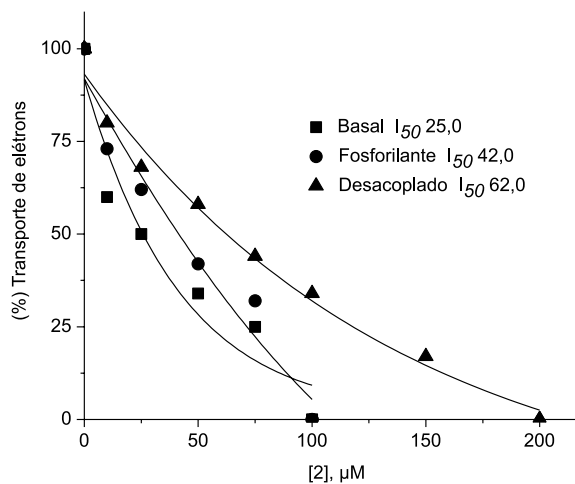 100
75
50
25
0
(%) Transporte de elétrons
Basal I50 25,0
Fosforilante I50 42,0
Desacoplado I50 62,0
0 50 100 150 200
[2], µM